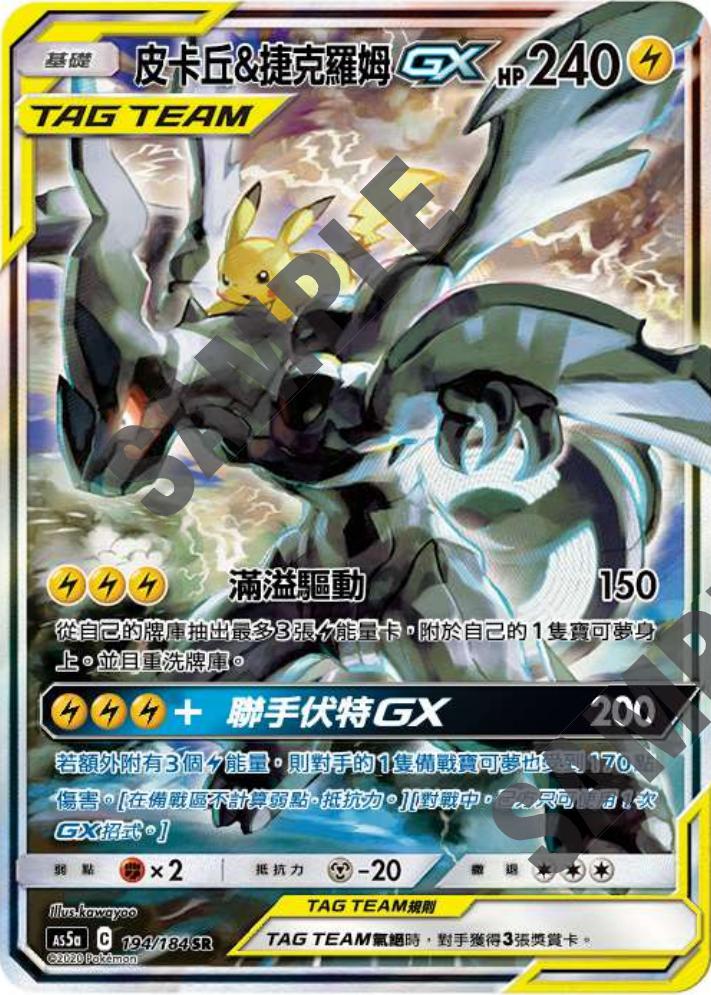 基礎 皮卡丘&捷克羅姆GX HP240
TAG TEAM
SAMPLE
滿溢驅動 150
從自己的牌庫抽出最多3張能量卡,附於自己的1隻寶可夢身
上。並且重洗牌庫。
+ 聯手伏特GX 200
若額外附有3個能量,則對手的1隻備戰寶可夢也受到170點
傷害。[在備戰區不計算弱點・抵抗力。][對戰中,己方只可使用1次
GX招式。]
弱點 ×2 抵抗力 -20 撤退
illus.kawayoo
TAG TEAM規則
AS5a C 194/184 SR
TAG TEAM氣絕時,對手獲得3張獎賞卡。
©2020 Pokémon
SAMPLE